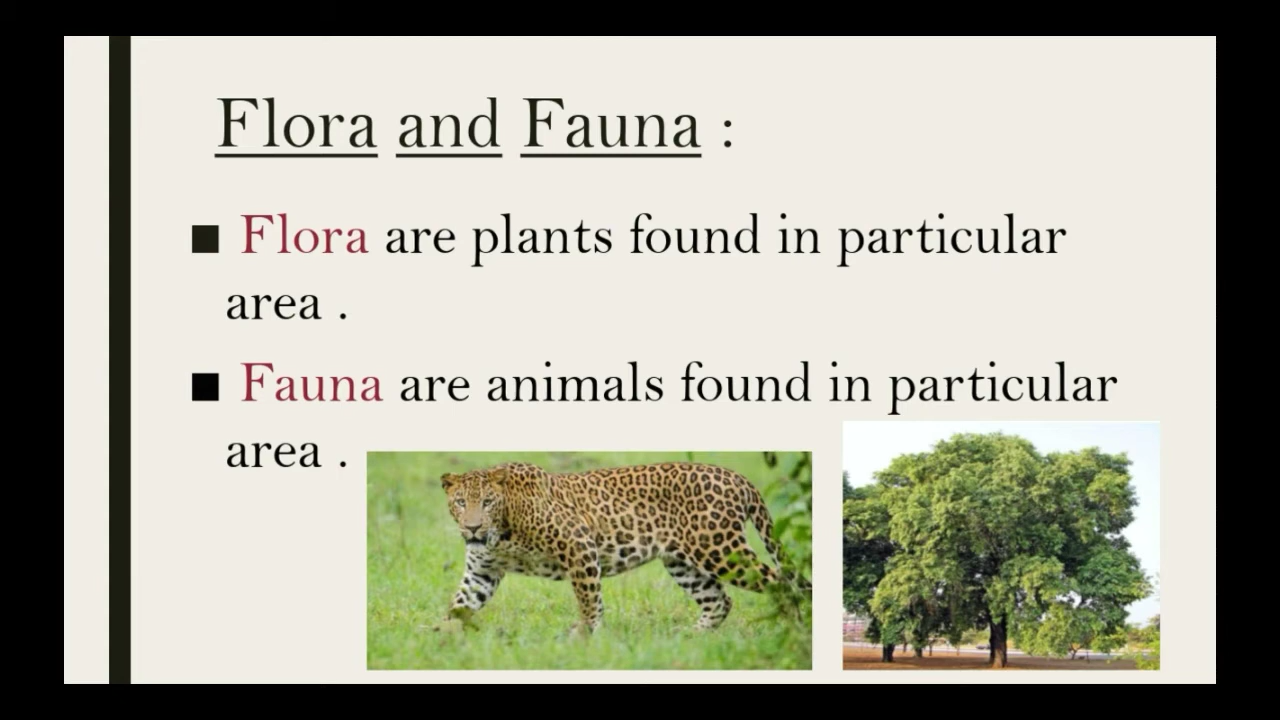 Flora and Fauna :
■ Flora are plants found in particular
area .
■ Fauna are animals found in particular
area .